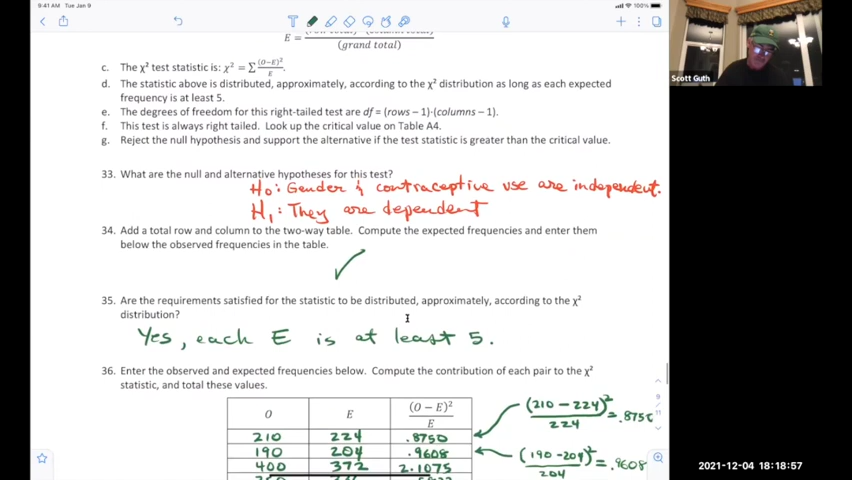 9:41 AM Tue Jan 9
100%
E =
(grand total)
c. The χ² test statistic is: χ² = Σ (O−E)²/E.
d. The statistic above is distributed, approximately, according to the χ² distribution as long as each expected
frequency is at least 5.
e. The degrees of freedom for this right-tailed test are df = (rows − 1)·(columns − 1).
f. This test is always right tailed. Look up the critical value on Table A4.
g. Reject the null hypothesis and support the alternative if the test statistic is greater than the critical value.
Scott Guth
33. What are the null and alternative hypotheses for this test?
H₀: Gender & contraceptive use are independent.
H₁: They are dependent
34. Add a total row and column to the two-way table. Compute the expected frequencies and enter them
below the observed frequencies in the table.
35. Are the requirements satisfied for the statistic to be distributed, approximately, according to the χ²
distribution?
Yes, each E is at least 5.
36. Enter the observed and expected frequencies below. Compute the contribution of each pair to the χ²
statistic, and total these values.
O E (O − E)²/E
210 224 .8750
(210 − 224)²/224 = .8750
190 204 .9608
(190 − 204)²/204 = .9608
400 372 2.1075
2021-12-04 18:18:57